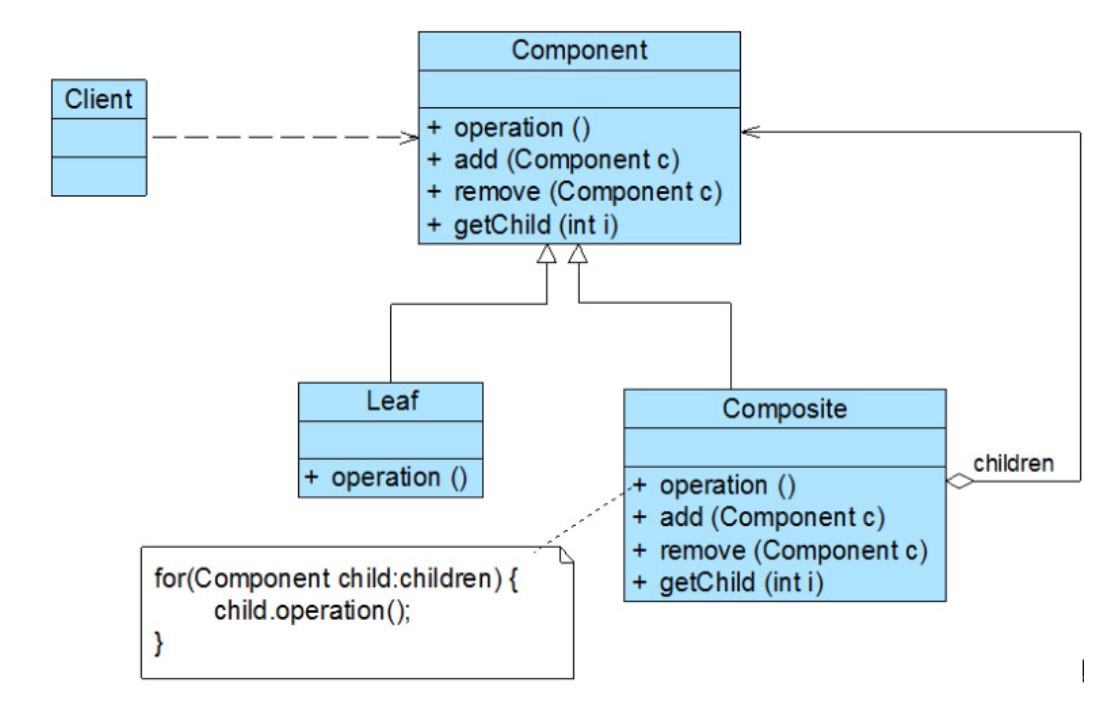 Component
Client
+ operation ()
+ add (Component c)
+ remove (Component c)
+ getChild (int i)
Leaf
+ operation ()
Composite
children
+ operation ()
+ add (Component c)
+ remove (Component c)
+ getChild (int i)
for(Component child:children) {
child.operation();
}